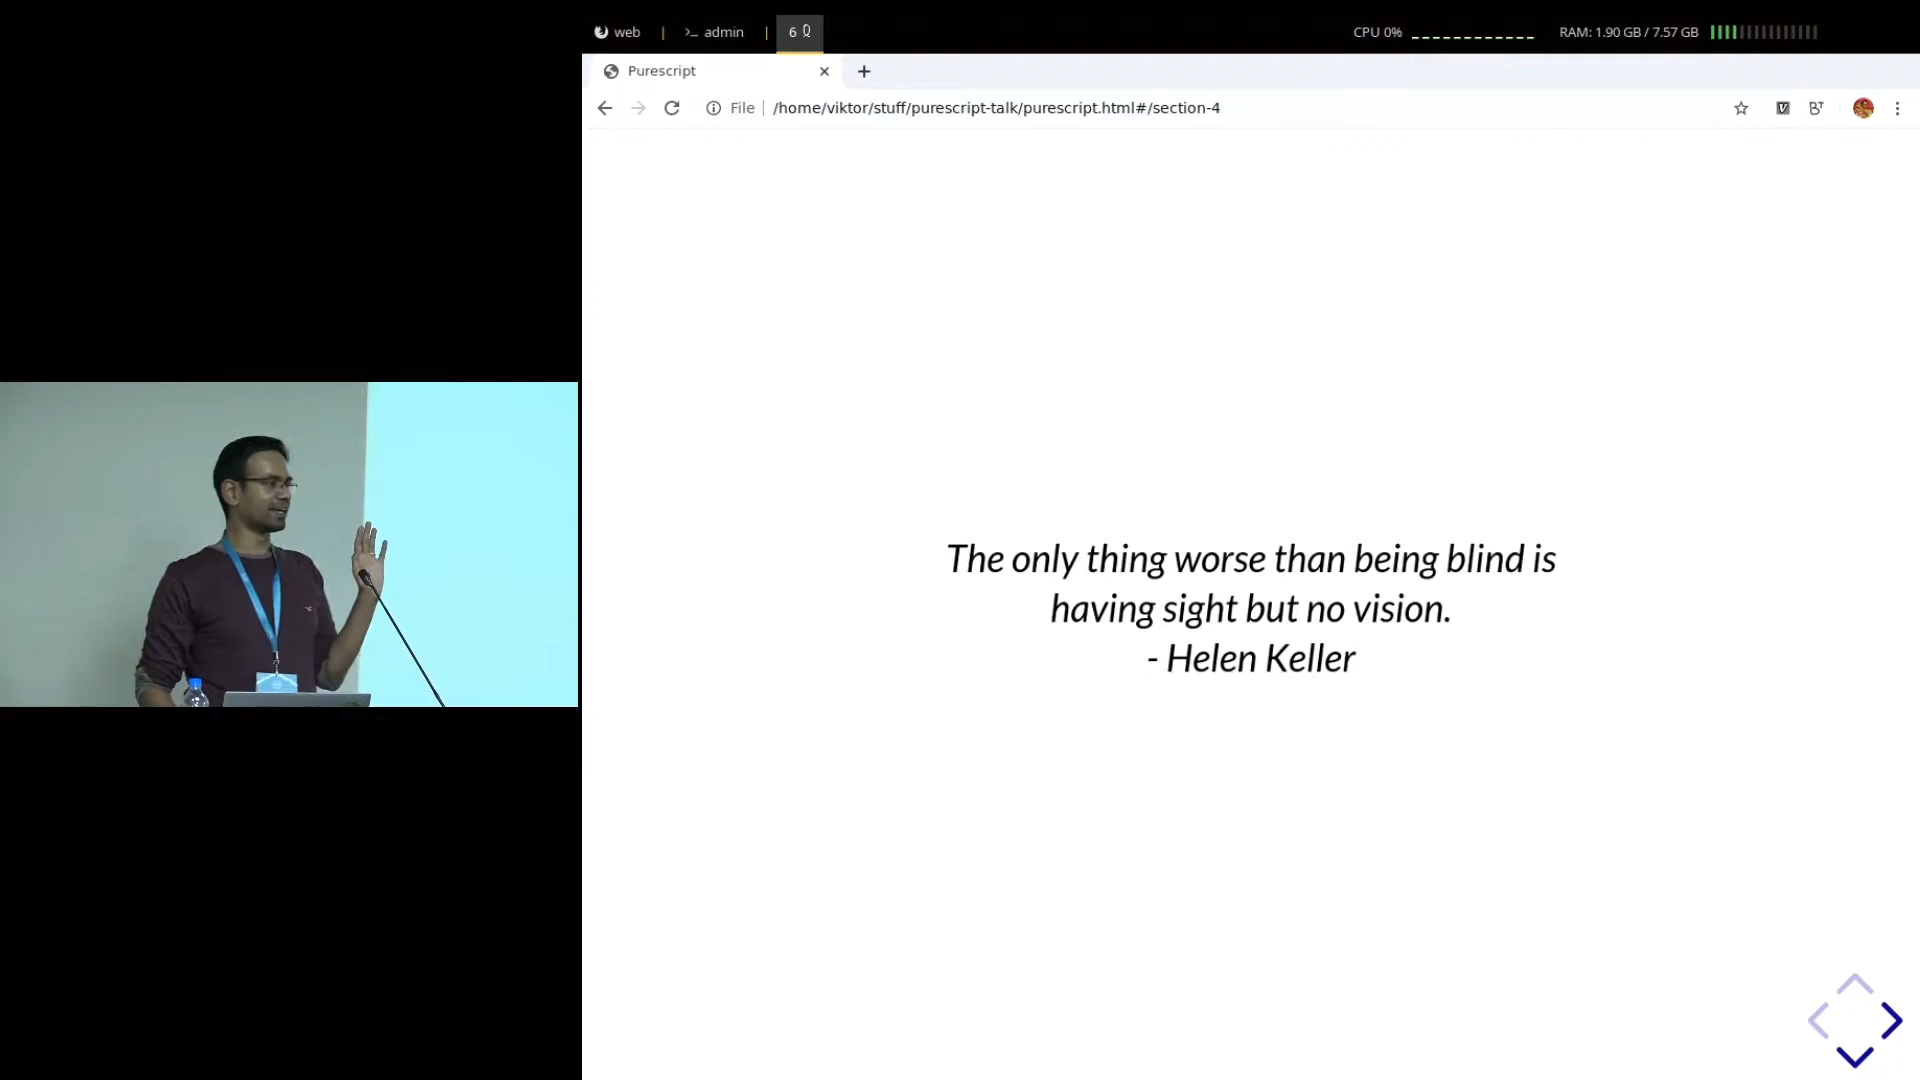 web | >_ admin | 6
CPU 0% RAM: 1.90 GB / 7.57 GB
Purescript
File /home/viktor/stuff/purescript-talk/purescript.html#/section-4
The only thing worse than being blind is
having sight but no vision.
- Helen Keller